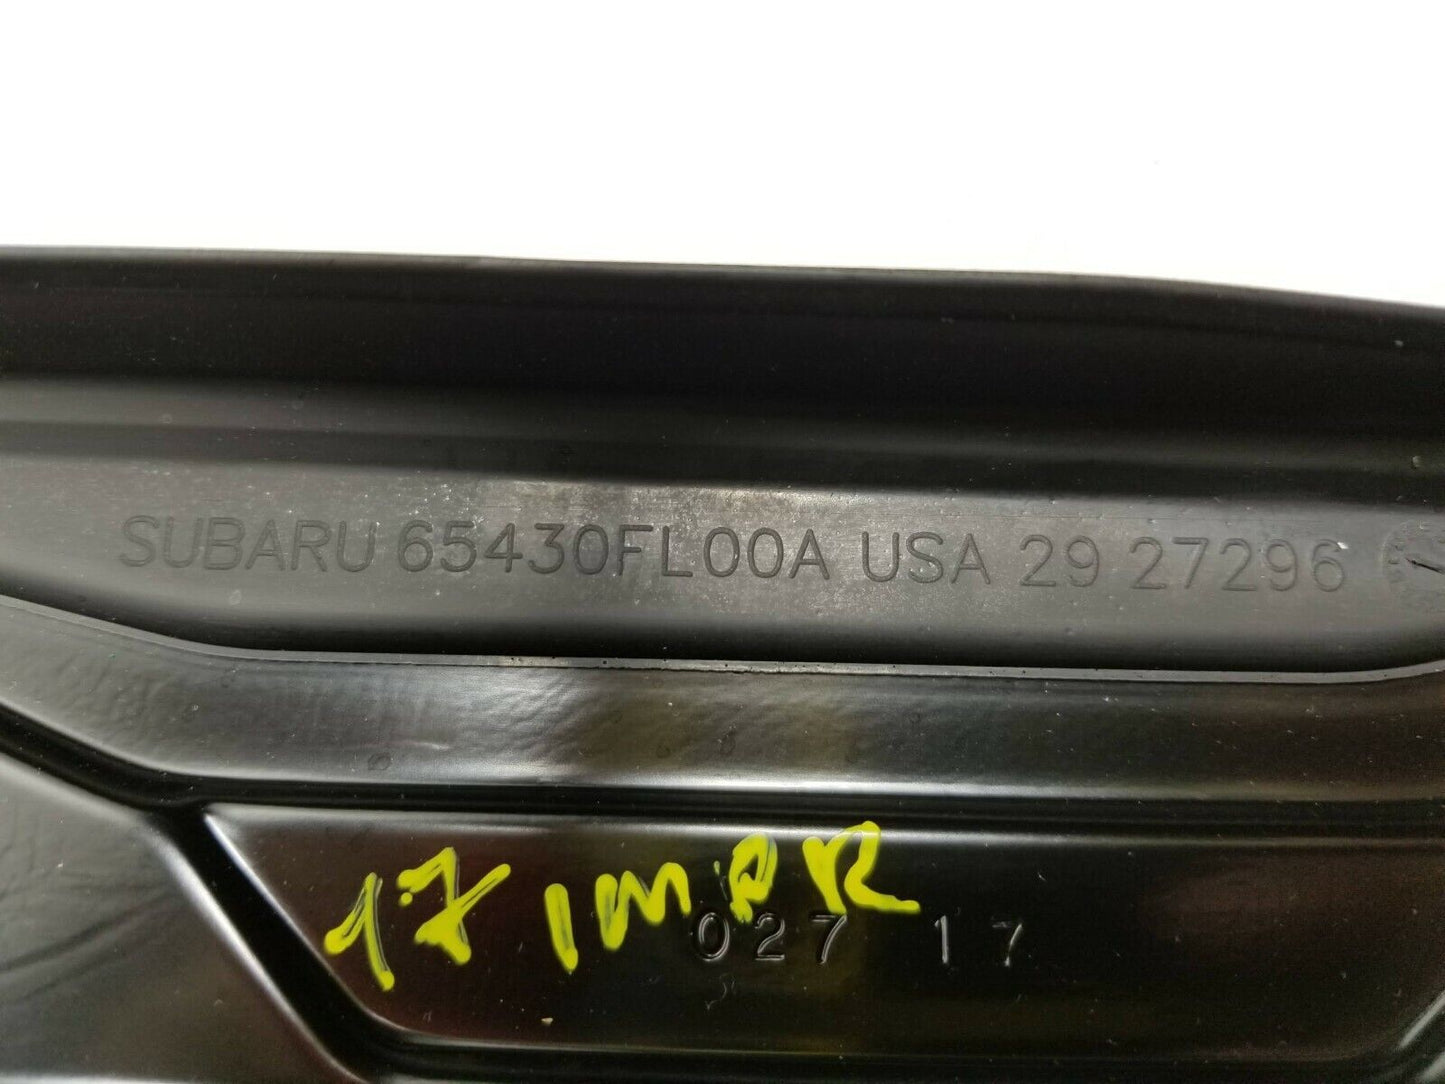 SUBARU 65430FL00A USA 29 27296
17 IMPR
027 17